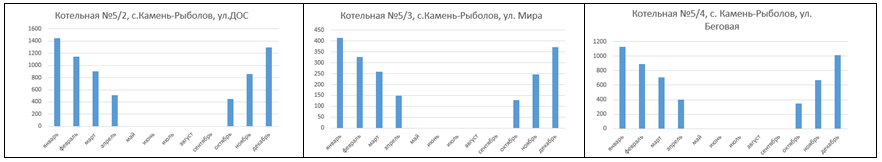 Котельная №5/2, с.Камень-Рыболов, ул.ДОС
1600
1400
1200
1000
800
600
400
200
0
январь
февраль
март
апрель
май
июнь
июль
август
сентябрь
октябрь
ноябрь
декабрь
Котельная №5/3, с.Камень-Рыболов, ул. Мира
450
400
350
300
250
200
150
100
50
0
январь
февраль
март
апрель
май
июнь
июль
август
сентябрь
октябрь
ноябрь
декабрь
Котельная №5/4, с. Камень-Рыболов, ул.
Беговая
1200
1000
800
600
400
200
0
январь
февраль
март
апрель
май
июнь
июль
август
сентябрь
октябрь
ноябрь
декабрь